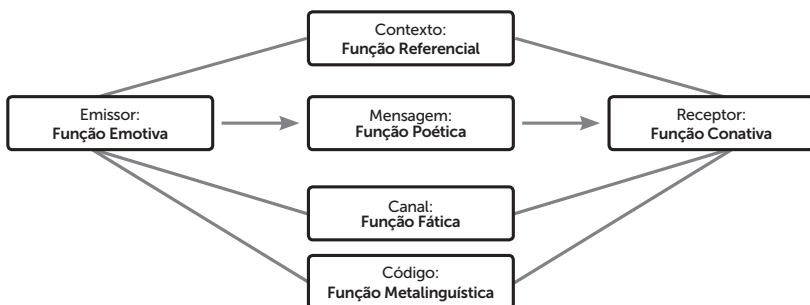 Contexto:
Função Referencial
Emissor:
Função Emotiva
Mensagem:
Função Poética
Receptor:
Função Conativa
Canal:
Função Fática
Código:
Função Metalinguística